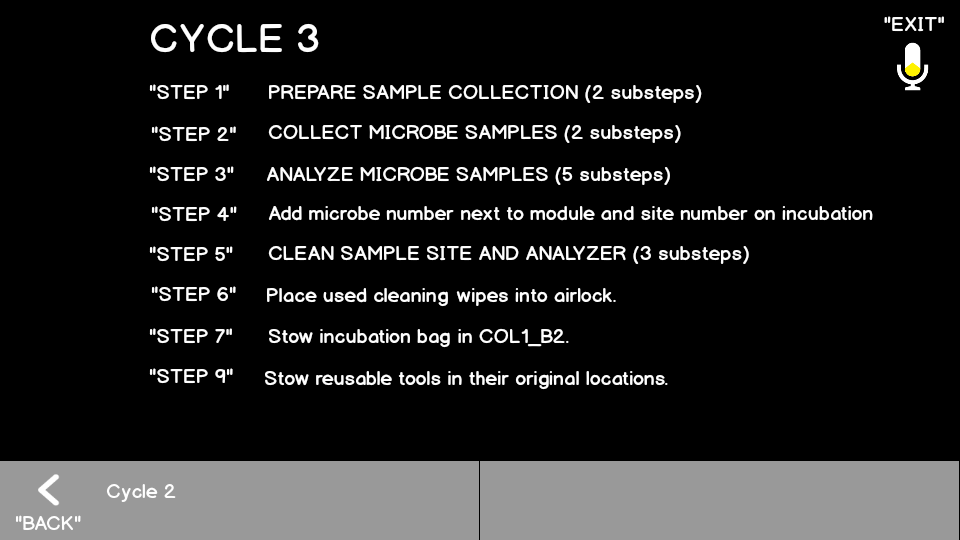 CYCLE 3
"EXIT"
"STEP 1" PREPARE SAMPLE COLLECTION (2 substeps)
"STEP 2" COLLECT MICROBE SAMPLES (2 substeps)
"STEP 3" ANALYZE MICROBE SAMPLES (5 substeps)
"STEP 4" Add microbe number next to module and site number on incubation
"STEP 5" CLEAN SAMPLE SITE AND ANALYZER (3 substeps)
"STEP 6" Place used cleaning wipes into airlock.
"STEP 7" Stow incubation bag in COL1_B2.
"STEP 9" Stow reusable tools in their original locations.
Cycle 2
"BACK"